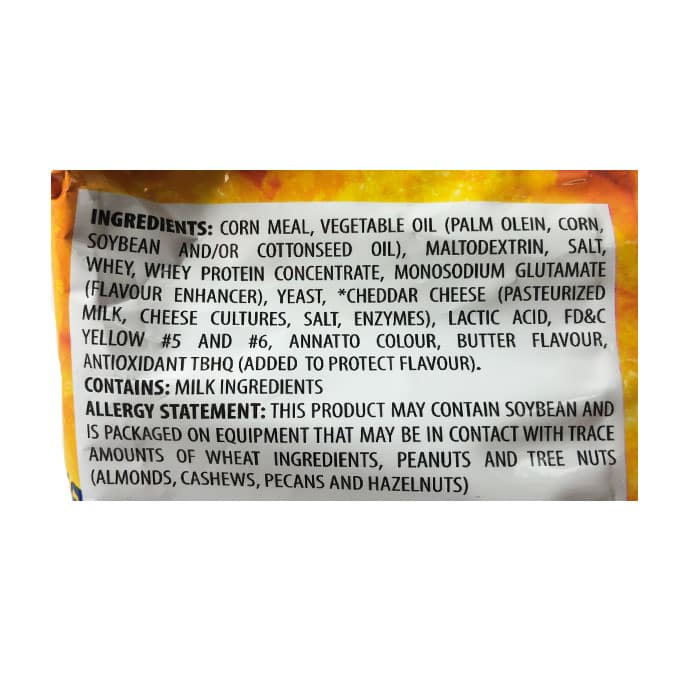 INGREDIENTS: CORN MEAL, VEGETABLE OIL (PALM OLEIN, CORN,
SOYBEAN AND/OR COTTONSEED OIL), MALTODEXTRIN, SALT,
WHEY, WHEY PROTEIN CONCENTRATE, MONOSODIUM GLUTAMATE
(FLAVOUR ENHANCER), YEAST, *CHEDDAR CHEESE (PASTEURIZED
MILK, CHEESE CULTURES, SALT, ENZYMES), LACTIC ACID, FD&C
YELLOW #5 AND #6, ANNATTO COLOUR, BUTTER FLAVOUR,
ANTIOXIDANT TBHQ (ADDED TO PROTECT FLAVOUR).
CONTAINS: MILK INGREDIENTS
ALLERGY STATEMENT: THIS PRODUCT MAY CONTAIN SOYBEAN AND
IS PACKAGED ON EQUIPMENT THAT MAY BE IN CONTACT WITH TRACE
AMOUNTS OF WHEAT INGREDIENTS, PEANUTS AND TREE NUTS
(ALMONDS, CASHEWS, PECANS AND HAZELNUTS)